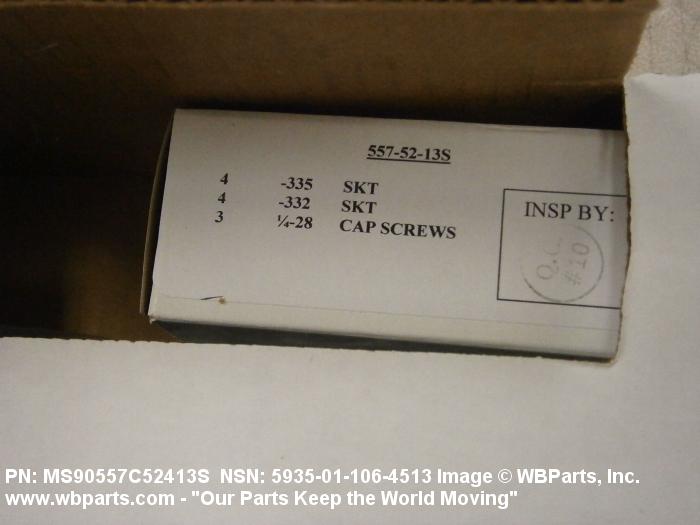 557-52-13S
4 -335 SKT
4 -332 SKT
3 ¼-28 CAP SCREWS
INSP BY:
Q.C.
#10
PN: MS90557C52413S NSN: 5935-01-106-4513 Image © WBParts, Inc.
www.wbparts.com - "Our Parts Keep the World Moving"